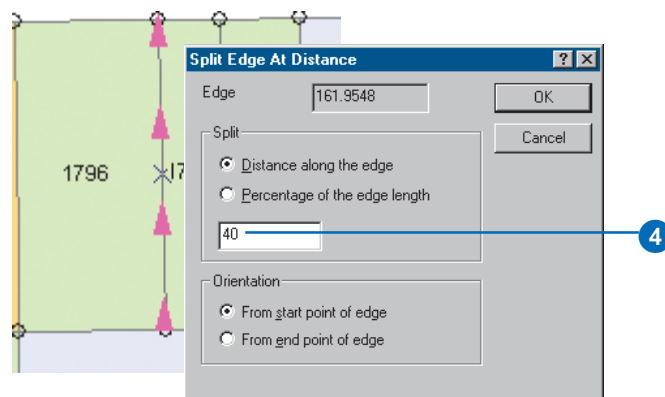 Split Edge At Distance
Edge 161.9548 OK
Split Cancel
Distance along the edge
1796 17
Percentage of the edge length
40
4
Orientation
From start point of edge
From end point of edge